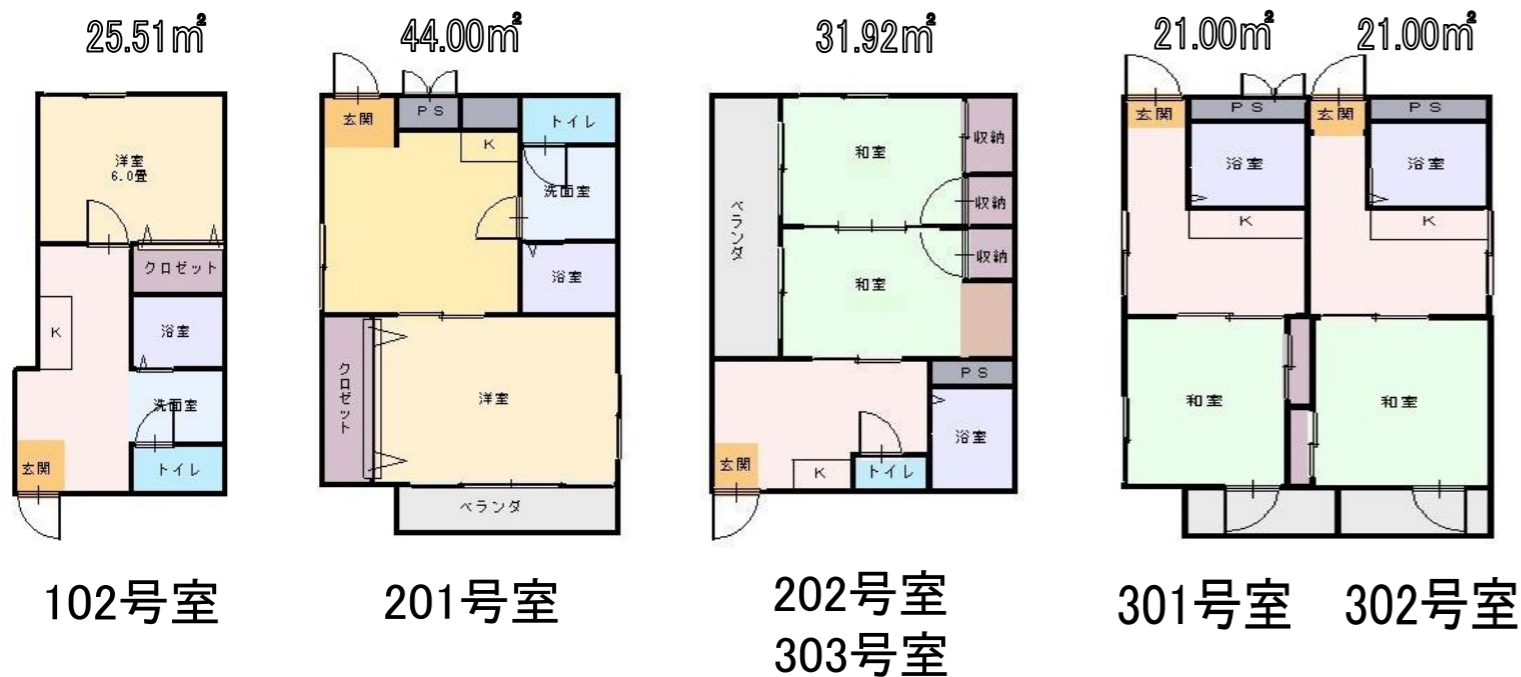 25.51㎡
44.00㎡
31.92㎡
21.00㎡
21.00㎡
洋室
6.0畳
クロゼット
K
浴室
洗面室
玄関
トイレ
玄関
PS
トイレ
K
洗面室
浴室
クロゼット
洋室
ベランダ
ベランダ
和室
収納
収納
和室
収納
PS
浴室
玄関
K
トイレ
玄関
PS
浴室
K
和室
玄関
PS
浴室
K
和室
102号室
201号室
202号室
303号室
301号室
302号室